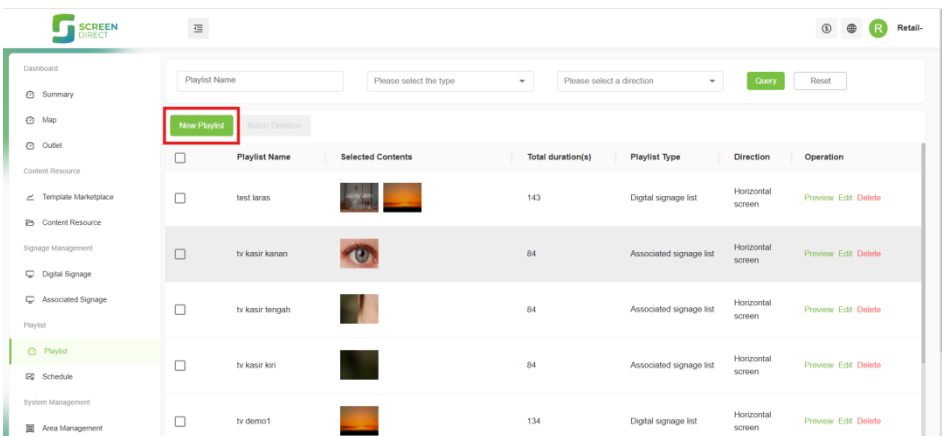 SCREEN
DIRECT
R
Retail-
Dashboard
Summary
Map
Outlet
Content Resource
Template Marketplace
Content Resource
Signage Management
Digital Signage
Associated Signage
Playlist
Playlist
Schedule
System Management
Area Management
Playlist Name Please select the type Please select a direction Query Reset
New Playlist Batch Deletion
Playlist Name Selected Contents Total duration(s) Playlist Type Direction Operation
test laras 143 Digital signage list Horizontal screen Preview Edit Delete
tv kasir kanan 84 Associated signage list Horizontal screen Preview Edit Delete
tv kasir tengah 84 Associated signage list Horizontal screen Preview Edit Delete
tv kasir kiri 84 Associated signage list Horizontal screen Preview Edit Delete
tv demo1 134 Digital signage list Horizontal screen Preview Edit Delete